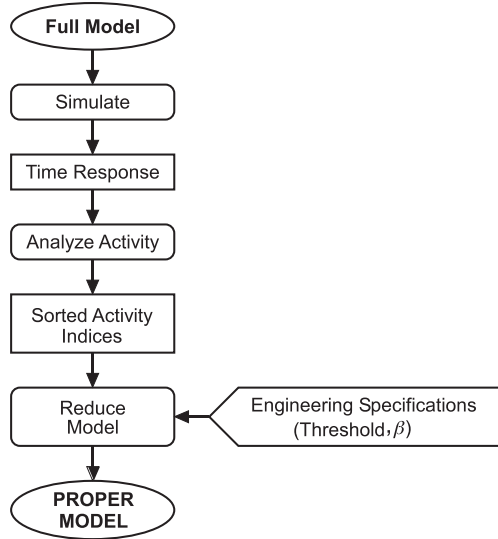 Full Model
Simulate
Time Response
Analyze Activity
Sorted Activity
Indices
Reduce
Model
Engineering Specifications
(Threshold, β)
PROPER
MODEL